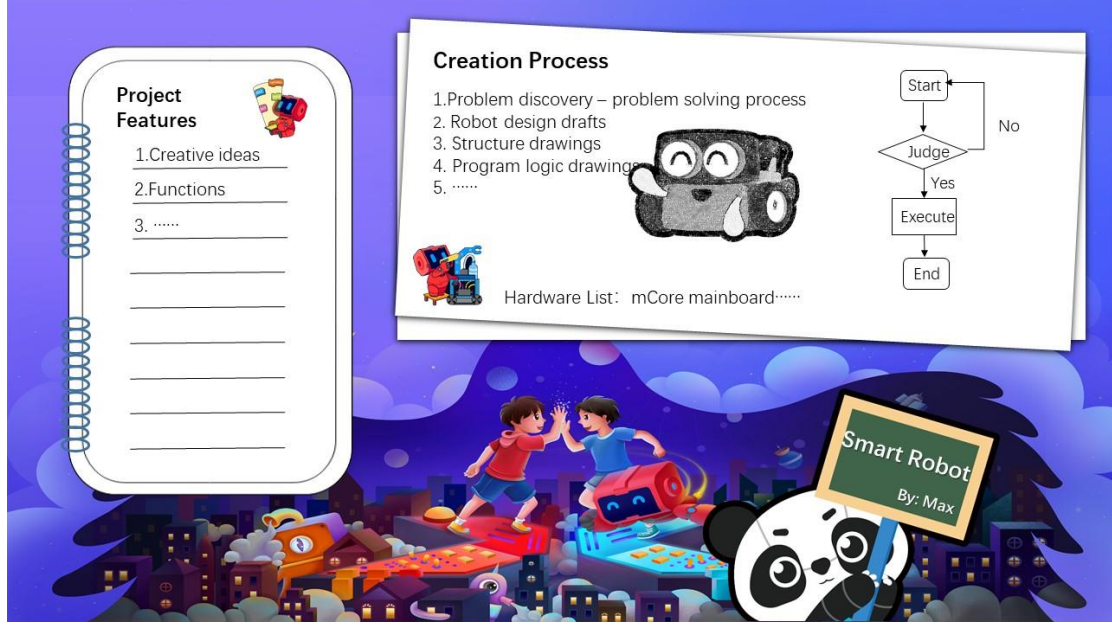 Project
Features
1.Creative ideas
2.Functions
3. ······
Creation Process
1.Problem discovery – problem solving process
2. Robot design drafts
3. Structure drawings
4. Program logic drawings
5. ······
Hardware List： mCore mainboard······
Start
No
Judge
Yes
Execute
End
Smart Robot
By: Max